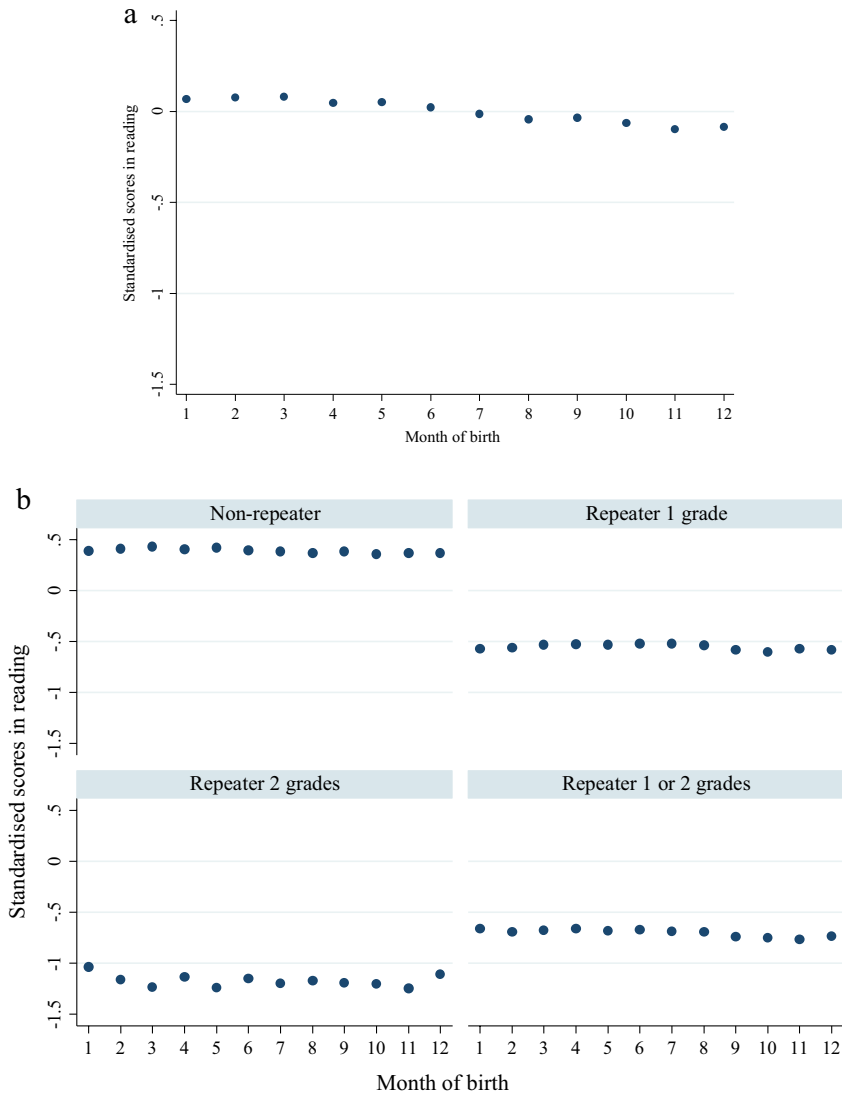 a
Standardised scores in reading
.5
0
-.5
-1
-1.5
1 2 3 4 5 6 7 8 9 10 11 12
Month of birth
b
Non-repeater
Repeater 1 grade
.5
0
-.5
-1
-1.5
Repeater 2 grades
Repeater 1 or 2 grades
.5
0
-.5
-1
-1.5
Standardised scores in reading
1 2 3 4 5 6 7 8 9 10 11 12
1 2 3 4 5 6 7 8 9 10 11 12
Month of birth